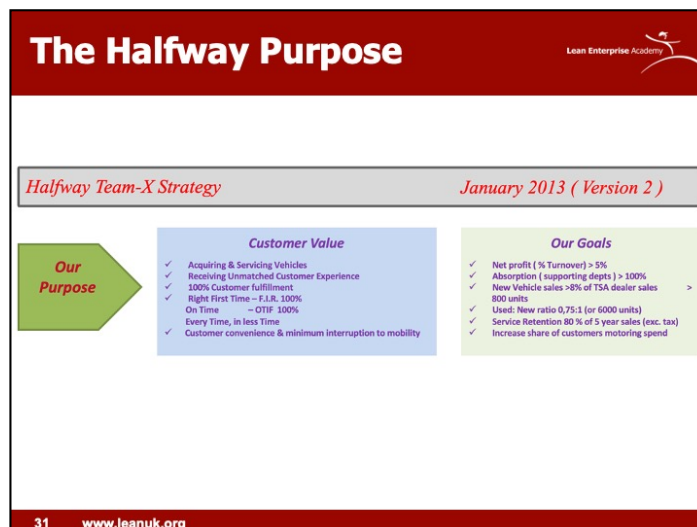 The Halfway Purpose
Lean Enterprise Academy
Halfway Team-X Strategy January 2013 ( Version 2 )
Our
Purpose
Customer Value
✓ Acquiring & Servicing Vehicles
✓ Receiving Unmatched Customer Experience
✓ 100% Customer fulfillment
✓ Right First Time – F.I.R. 100%
On Time – OTIF 100%
Every Time, in less Time
✓ Customer convenience & minimum interruption to mobility
Our Goals
✓ Net profit ( % Turnover) > 5%
✓ Absorption ( supporting depts ) > 100%
✓ New Vehicle sales >8% of TSA dealer sales >
800 units
✓ Used: New ratio 0,75:1 (or 6000 units)
✓ Service Retention 80 % of 5 year sales (exc. tax)
✓ Increase share of customers motoring spend
31 www.leanuk.org